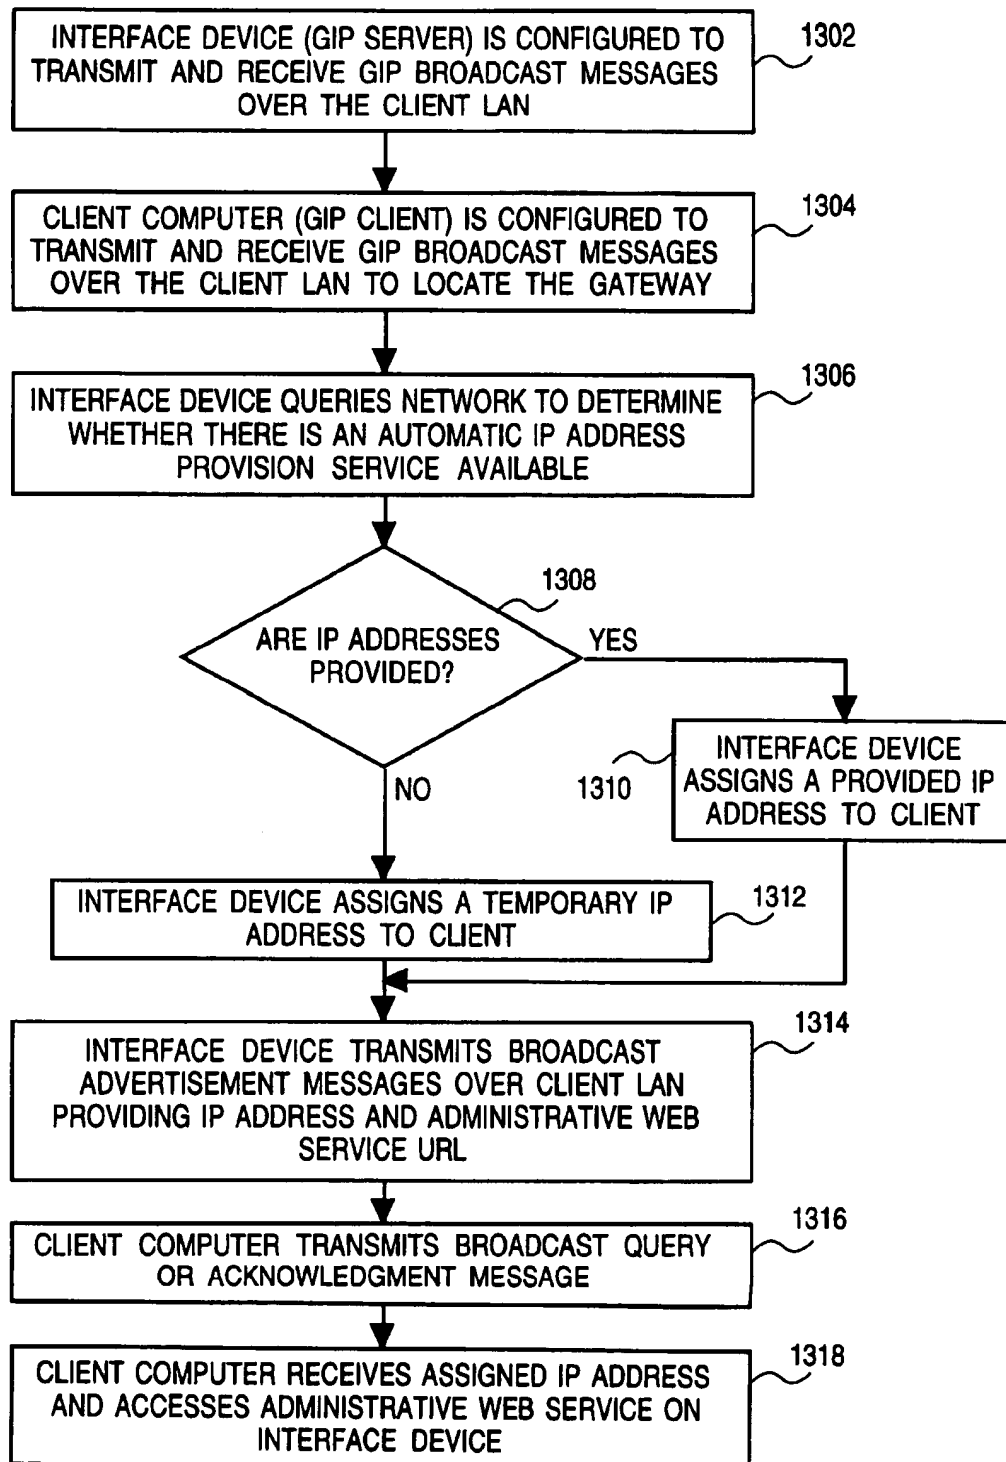 INTERFACE DEVICE (GIP SERVER) IS CONFIGURED TO
TRANSMIT AND RECEIVE GIP BROADCAST MESSAGES
OVER THE CLIENT LAN
1302
CLIENT COMPUTER (GIP CLIENT) IS CONFIGURED TO
TRANSMIT AND RECEIVE GIP BROADCAST MESSAGES
OVER THE CLIENT LAN TO LOCATE THE GATEWAY
1304
INTERFACE DEVICE QUERIES NETWORK TO DETERMINE
WHETHER THERE IS AN AUTOMATIC IP ADDRESS
PROVISION SERVICE AVAILABLE
1306
ARE IP ADDRESSES
PROVIDED?
1308
YES
NO
INTERFACE DEVICE
ASSIGNS A PROVIDED IP
ADDRESS TO CLIENT
1310
INTERFACE DEVICE ASSIGNS A TEMPORARY IP
ADDRESS TO CLIENT
1312
INTERFACE DEVICE TRANSMITS BROADCAST
ADVERTISEMENT MESSAGES OVER CLIENT LAN
PROVIDING IP ADDRESS AND ADMINISTRATIVE WEB
SERVICE URL
1314
CLIENT COMPUTER TRANSMITS BROADCAST QUERY
OR ACKNOWLEDGMENT MESSAGE
1316
CLIENT COMPUTER RECEIVES ASSIGNED IP ADDRESS
AND ACCESSES ADMINISTRATIVE WEB SERVICE ON
INTERFACE DEVICE
1318